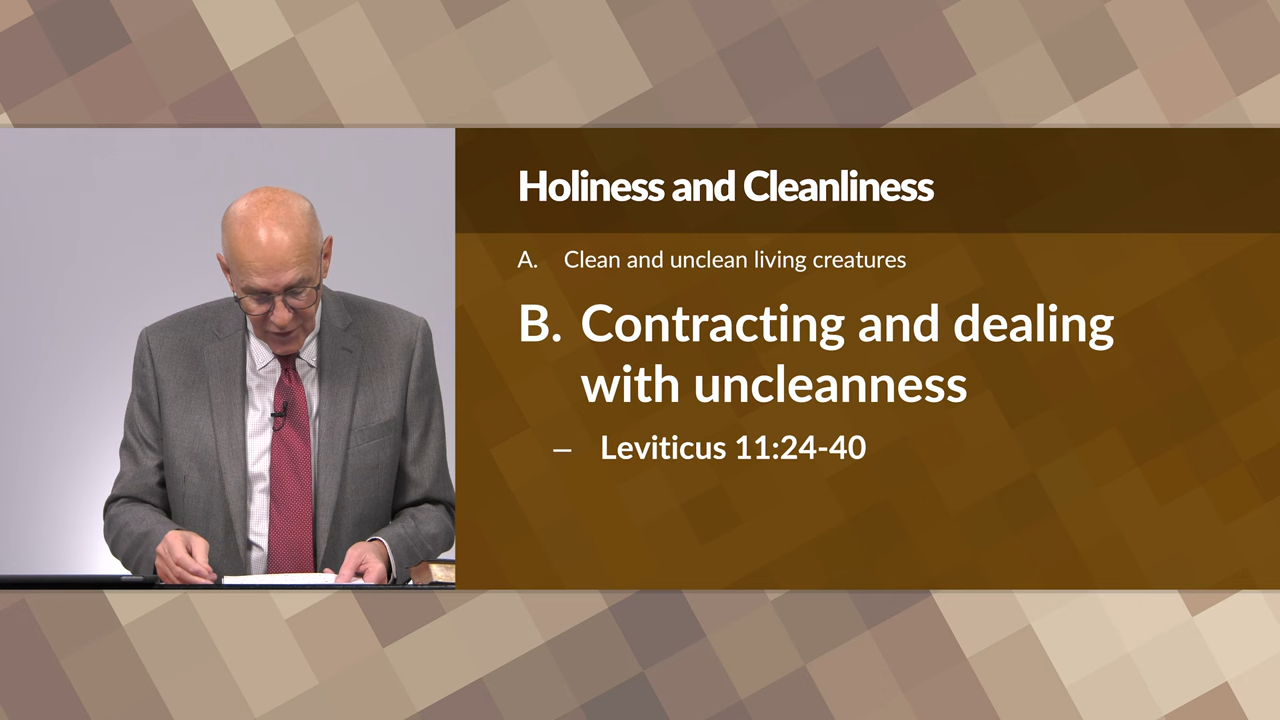 Holiness and Cleanliness
A. Clean and unclean living creatures
B. Contracting and dealing
with uncleanness
– Leviticus 11:24-40